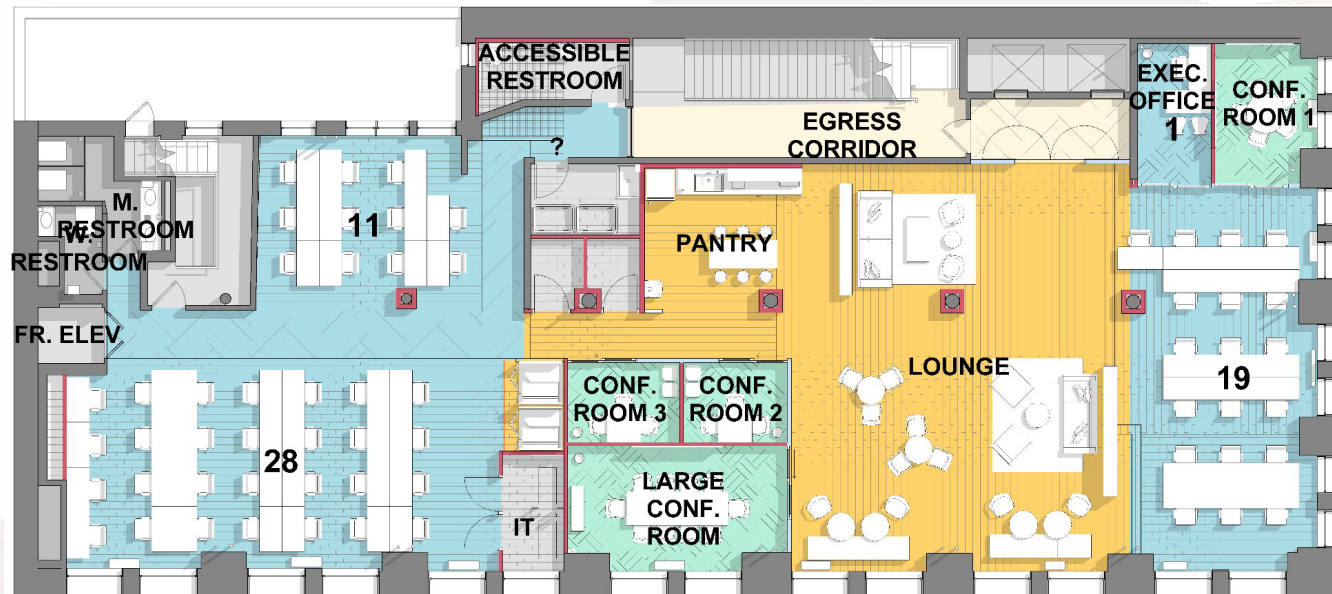 ACCESSIBLE
RESTROOM
EXEC.
OFFICE
1
CONF.
ROOM 1
EGRESS
CORRIDOR
?
M.
RESTROOM
W.
RESTROOM
11
PANTRY
FR. ELEV
LOUNGE
CONF.
ROOM 3
CONF.
ROOM 2
19
28
LARGE
CONF.
ROOM
IT